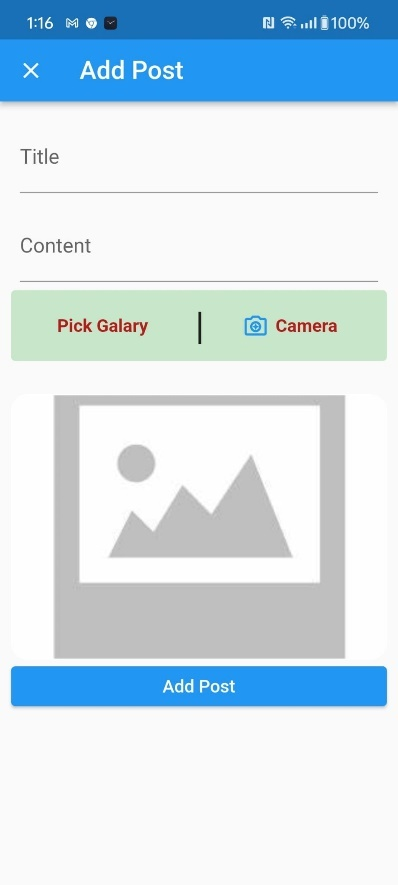 1:16 100%
Add Post
Title
Content
Pick Galary | Camera
Add Post